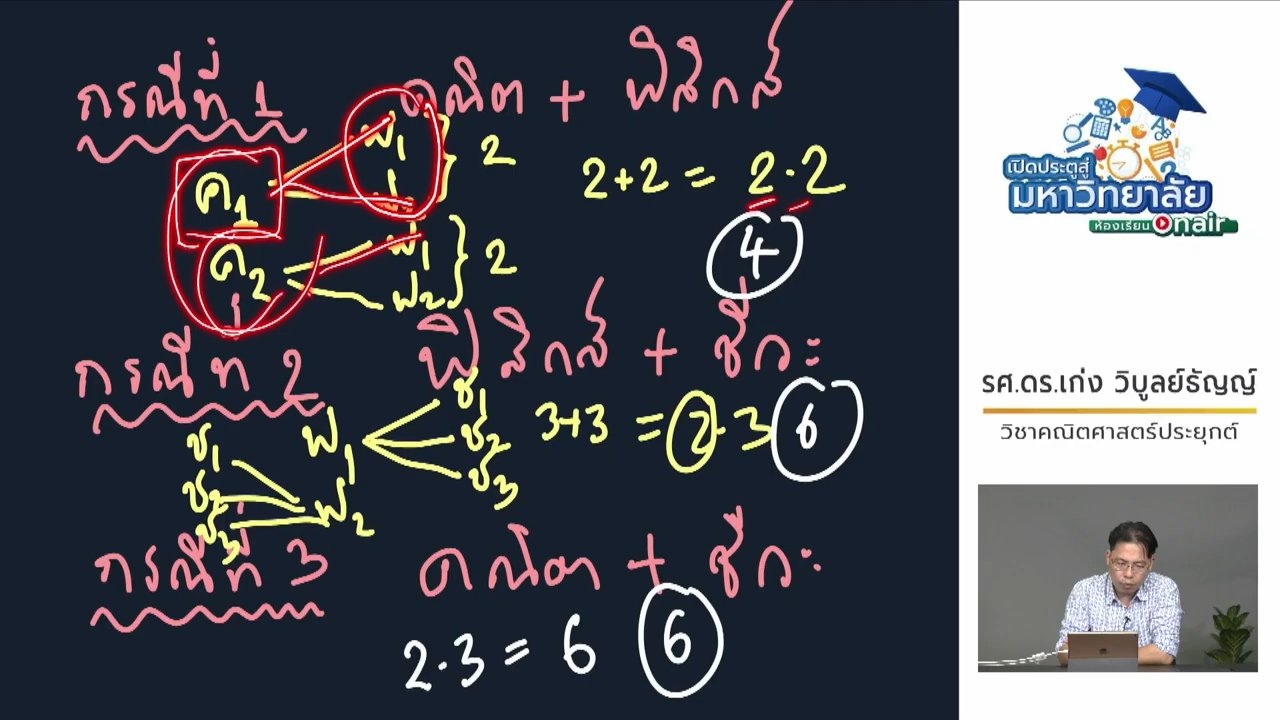 กรณีที่ 1 คณิต + ฟิสิกส์
ค1 ฟ1 2
2+2 = 2·2
4
ค2 ฟ1 2
ฟ2
กรณีที่ 2 ฟิสิกส์ + ชีวะ
ช1 ฟ1 ช1
ช2 ช2 3+3 = 2·3 6
ช3 ฟ2 ช3
กรณีที่ 3 คณิต + ชีวะ
2·3 = 6 6
เปิดประตูสู่
มหาวิทยาลัย
ห้องเรียน Onair
รศ.ดร.เก่ง วิบูลย์ธัญญ์
วิชาคณิตศาสตร์ประยุกต์